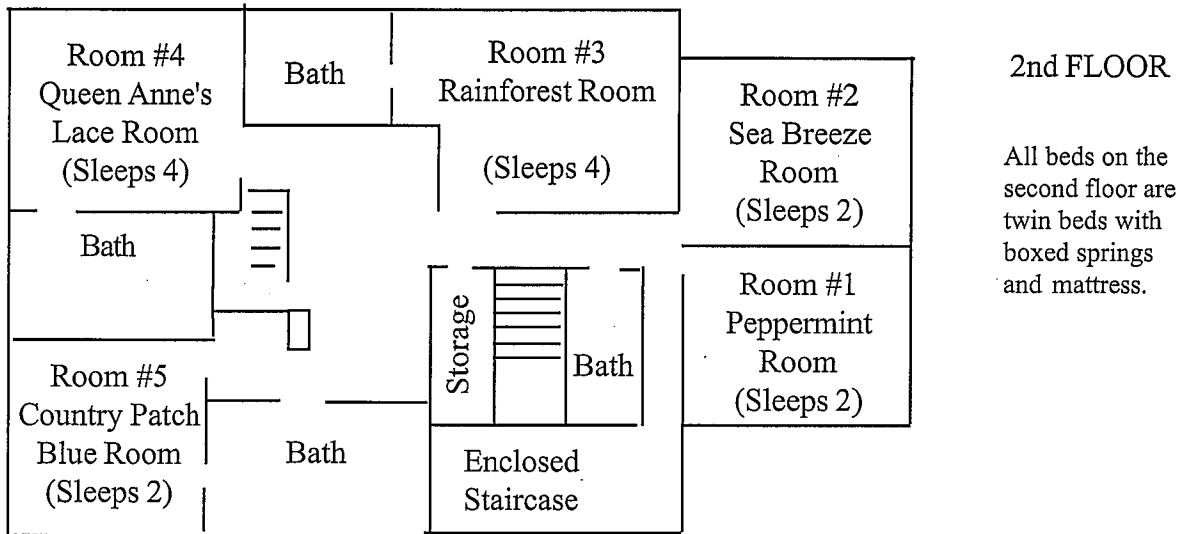 Room #4
Queen Anne's
Lace Room
(Sleeps 4)
Bath
Room #3
Rainforest Room
(Sleeps 4)
Room #2
Sea Breeze
Room
(Sleeps 2)
2nd FLOOR
All beds on the
second floor are
twin beds with
boxed springs
and mattress.
Bath
Storage
Bath
Room #1
Peppermint
Room
(Sleeps 2)
Room #5
Country Patch
Blue Room
(Sleeps 2)
Bath
Enclosed
Staircase